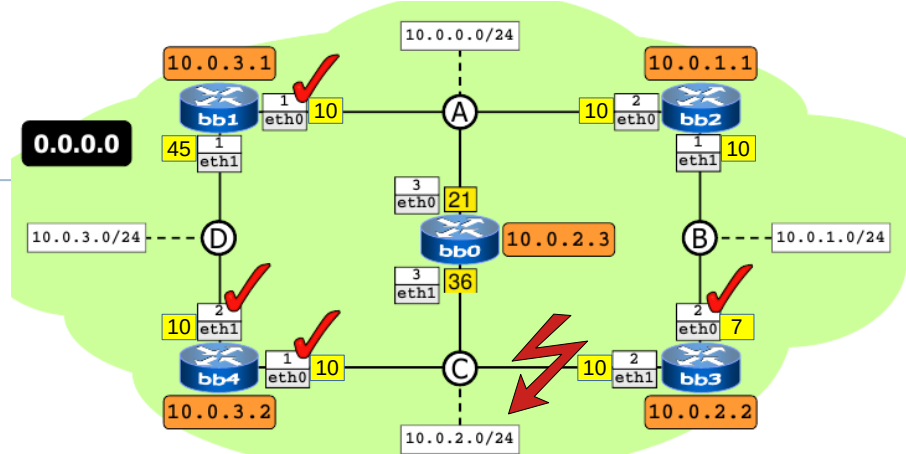 10.0.0.0/24
10.0.3.1
10.0.1.1
bb1
1
eth0
10
A
10
2
eth0
bb2
0.0.0.0
45
1
eth1
1
eth1
10
3
eth0
21
10.0.3.0/24
D
bb0
10.0.2.3
B
10.0.1.0/24
3
eth1
36
10
2
eth1
2
eth0
7
bb4
1
eth0
10
C
10
2
eth1
bb3
10.0.3.2
10.0.2.2
10.0.2.0/24